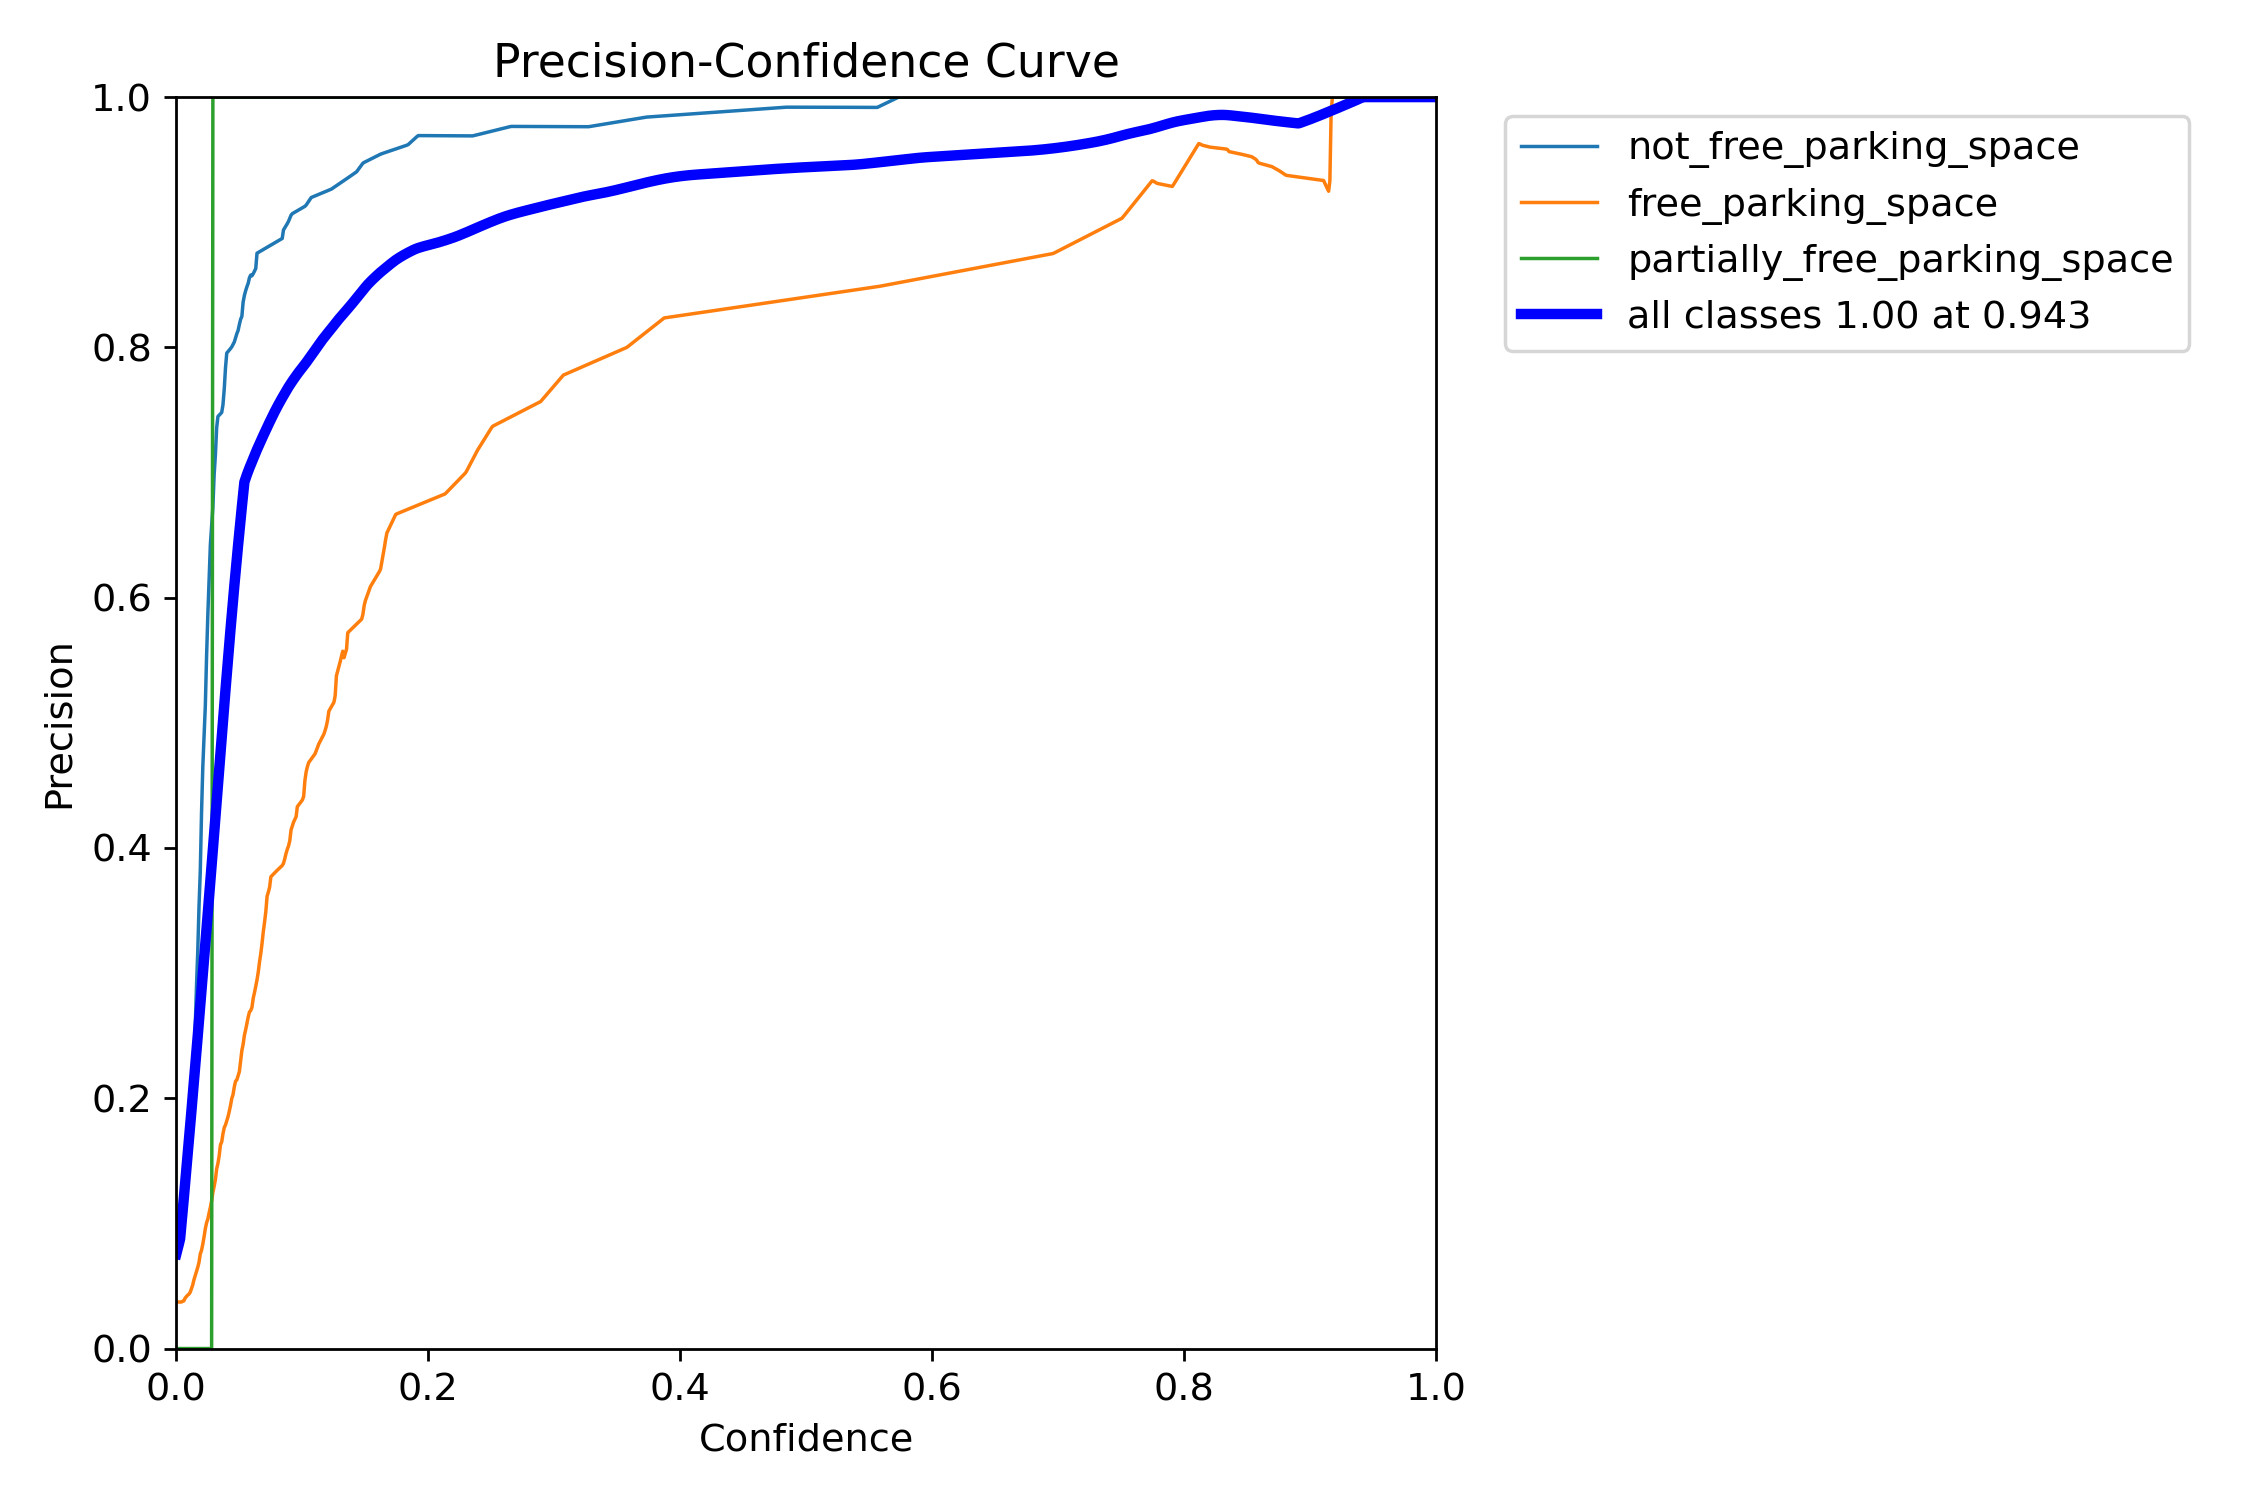 Precision-Confidence Curve
1.0
0.8
0.6
0.4
0.2
0.0
Precision
0.0 0.2 0.4 0.6 0.8 1.0
Confidence
not_free_parking_space
free_parking_space
partially_free_parking_space
all classes 1.00 at 0.943